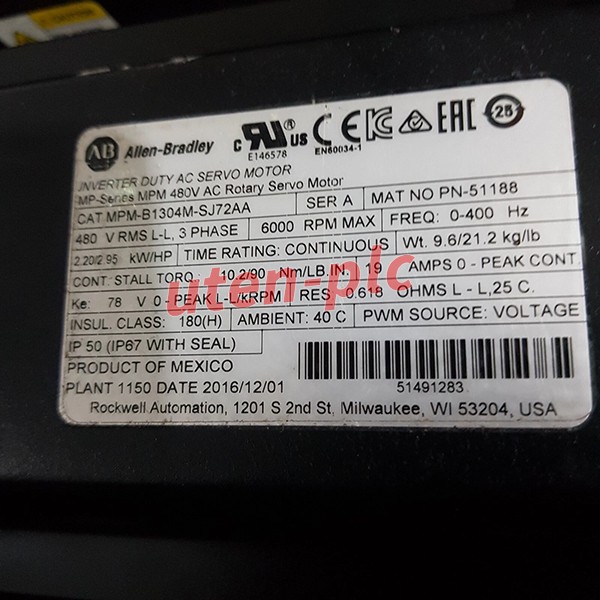 AB Allen-Bradley c UL ® US CE EAC 25
E146578 EN60034-1
INVERTER DUTY AC SERVO MOTOR
MP-Series MPM 480V AC Rotary Servo Motor
CAT MPM-B1304M-SJ72AA SER A MAT NO PN-51188
480 V RMS L-L, 3 PHASE 6000 RPM MAX FREQ: 0-400 Hz
2.20/2.95 kW/HP TIME RATING: CONTINUOUS Wt. 9.6/21.2 kg/lb
CONT. STALL TORQ.: 10.2/90 Nm/LB.IN. 19 AMPS 0 - PEAK CONT.
Ke: 78 V 0 - PEAK L-L/kRPM RES: 0.618 OHMS L - L, 25 C.
INSUL. CLASS: 180(H) AMBIENT: 40 C PWM SOURCE: VOLTAGE
IP 50 (IP67 WITH SEAL)
PRODUCT OF MEXICO
PLANT 1150 DATE 2016/12/01 51491283
Rockwell Automation, 1201 S 2nd St, Milwaukee, WI 53204, USA
uten-plc